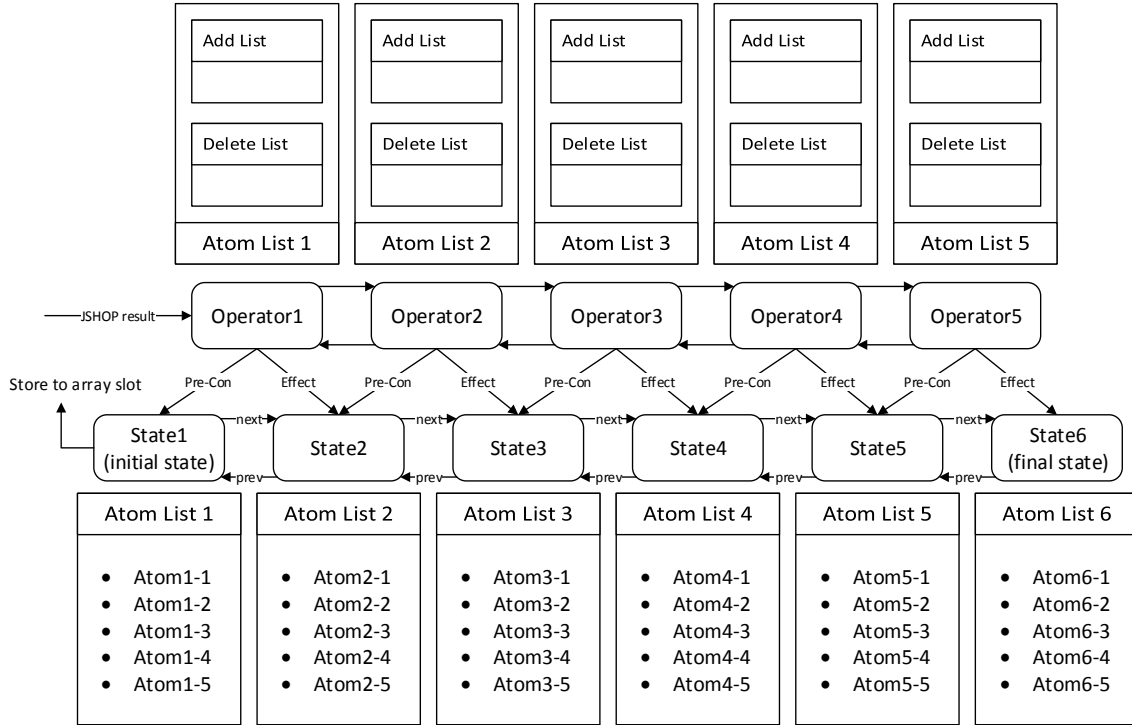 Add List Add List Add List Add List Add List
Delete List Delete List Delete List Delete List Delete List
Atom List 1 Atom List 2 Atom List 3 Atom List 4 Atom List 5
JSHOP result Operator1 Operator2 Operator3 Operator4 Operator5
Store to array slot Pre-Con Effect Pre-Con Effect Pre-Con Effect Pre-Con Effect Pre-Con Effect
next next next next next
State1 State2 State3 State4 State5 State6
(initial state) (final state)
prev prev prev prev prev
Atom List 1 Atom List 2 Atom List 3 Atom List 4 Atom List 5 Atom List 6
• Atom1-1 • Atom2-1 • Atom3-1 • Atom4-1 • Atom5-1 • Atom6-1
• Atom1-2 • Atom2-2 • Atom3-2 • Atom4-2 • Atom5-2 • Atom6-2
• Atom1-3 • Atom2-3 • Atom3-3 • Atom4-3 • Atom5-3 • Atom6-3
• Atom1-4 • Atom2-4 • Atom3-4 • Atom4-4 • Atom5-4 • Atom6-4
• Atom1-5 • Atom2-5 • Atom3-5 • Atom4-5 • Atom5-5 • Atom6-5